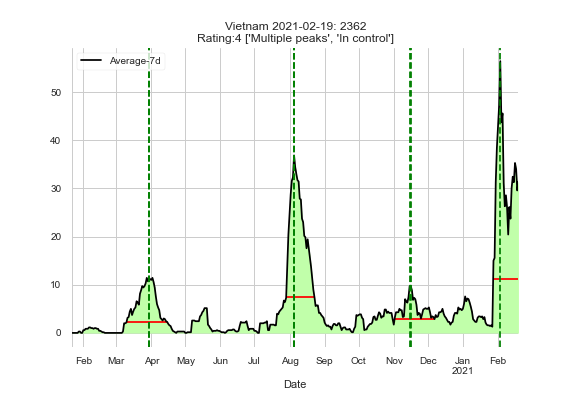 Vietnam 2021-02-19: 2362
Rating:4 ['Multiple peaks', 'In control']
Average-7d
50
40
30
20
10
0
Feb Mar Apr May Jun Jul Aug Sep Oct Nov Dec Jan Feb
2021
Date